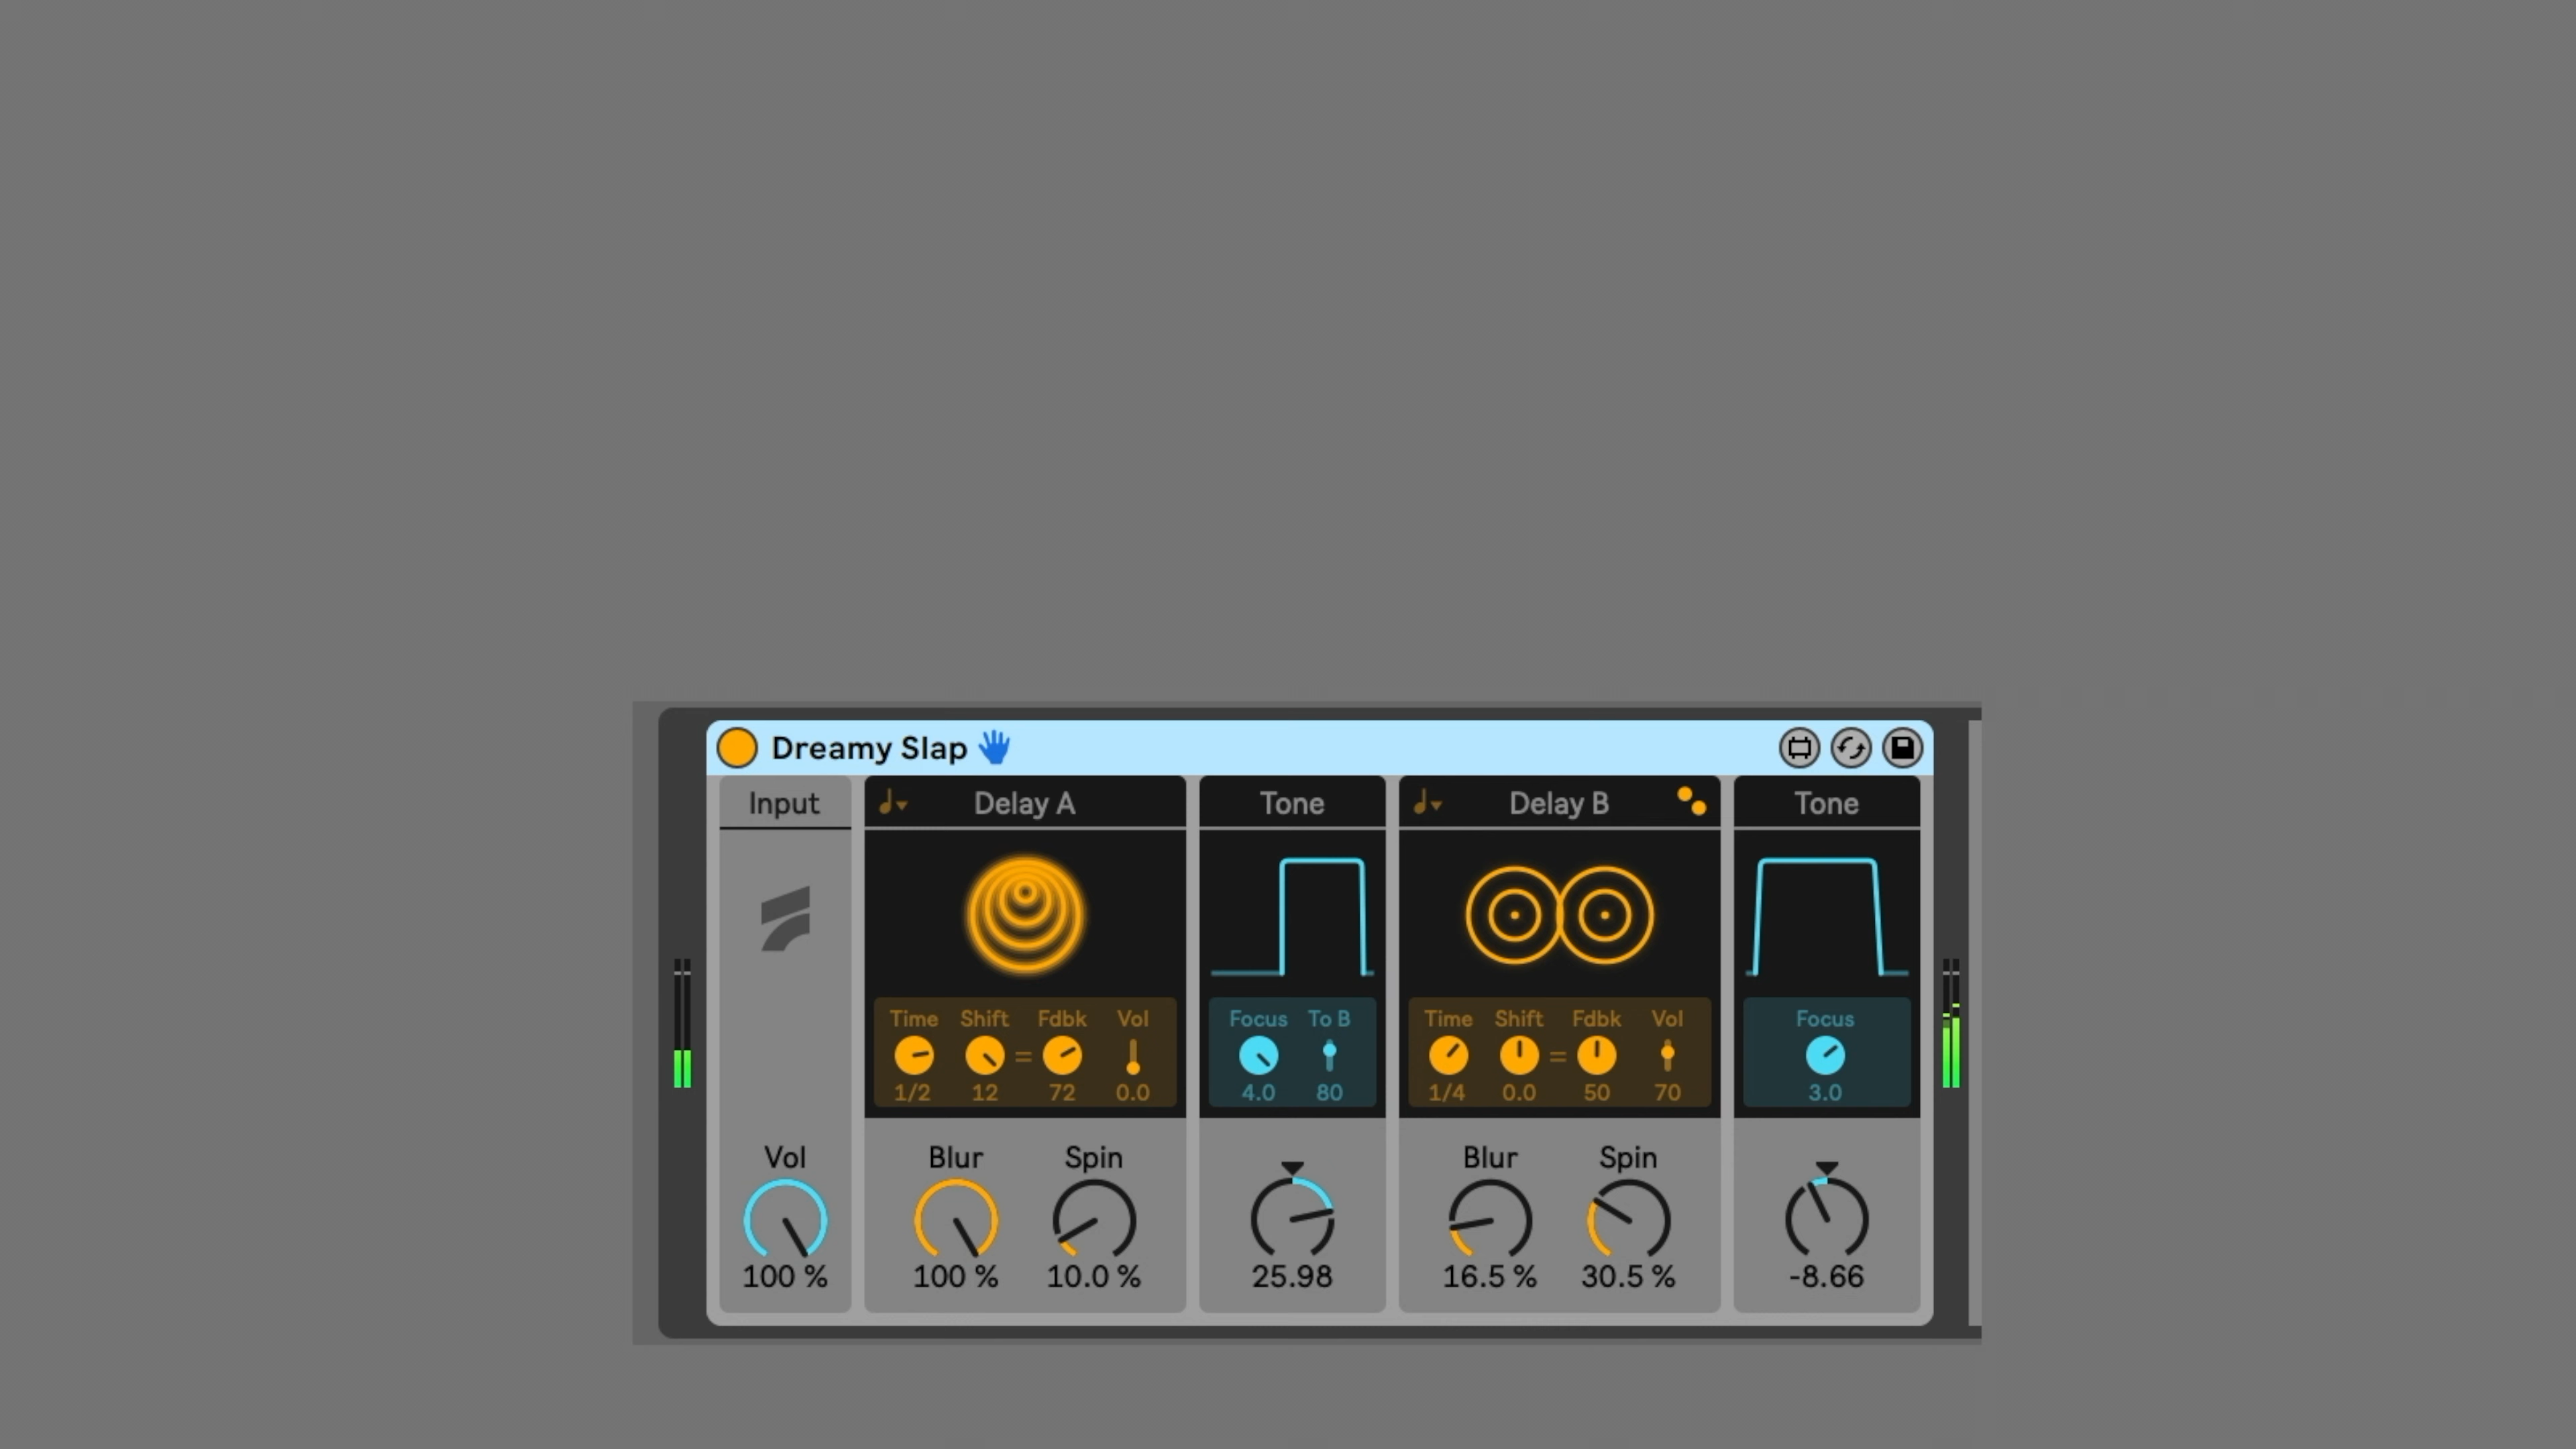 Dreamy Slap
Input
Delay A
Tone
Delay B
Tone
Time Shift Fdbk Vol
Focus To B
Time Shift Fdbk Vol
Focus
=
=
1/2 12 72 0.0
4.0 80
1/4 0.0 50 70
3.0
Vol
Blur Spin
Blur Spin
100 %
100 % 10.0 %
25.98
16.5 % 30.5 %
-8.66